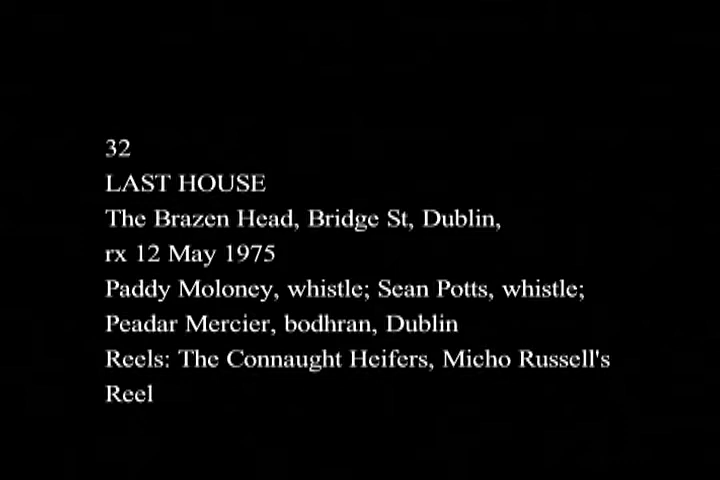 32
LAST HOUSE
The Brazen Head, Bridge St, Dublin,
rx 12 May 1975
Paddy Moloney, whistle; Sean Potts, whistle;
Peadar Mercier, bodhran, Dublin
Reels: The Connaught Heifers, Micho Russell's
Reel